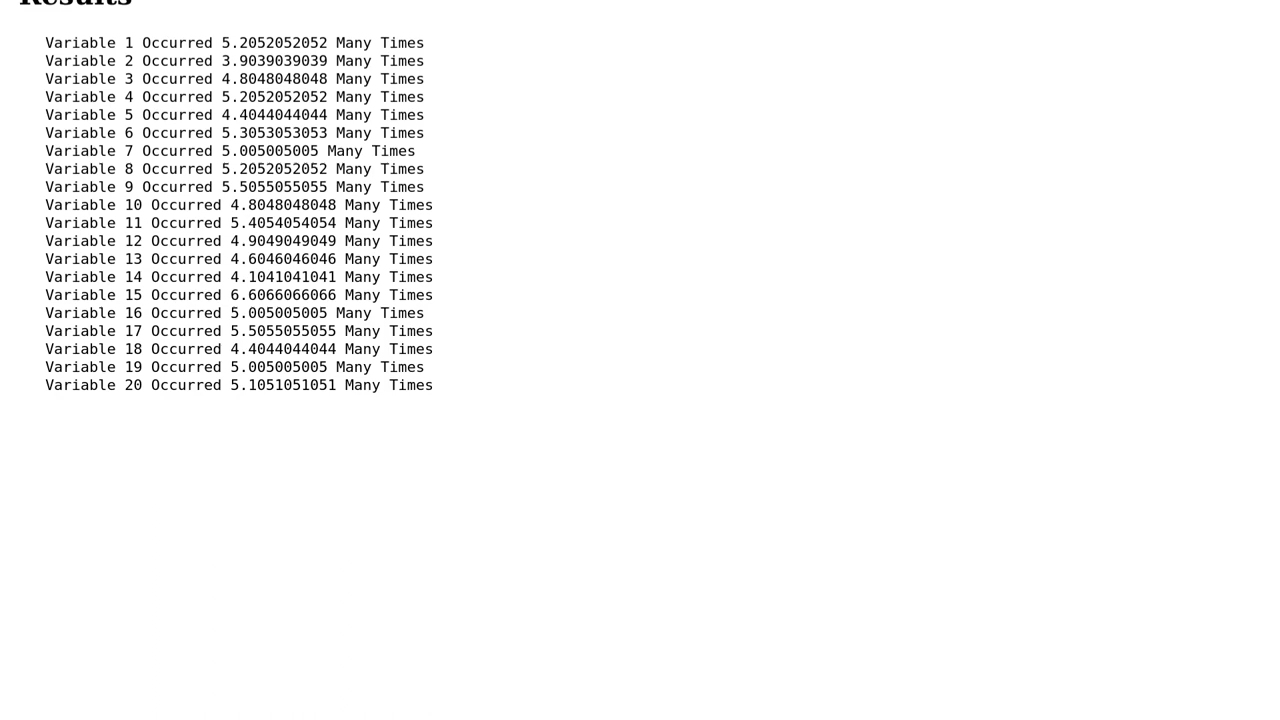 Results
Variable 1 Occurred 5.2052052052 Many Times
Variable 2 Occurred 3.9039039039 Many Times
Variable 3 Occurred 4.8048048048 Many Times
Variable 4 Occurred 5.2052052052 Many Times
Variable 5 Occurred 4.4044044044 Many Times
Variable 6 Occurred 5.3053053053 Many Times
Variable 7 Occurred 5.005005005 Many Times
Variable 8 Occurred 5.2052052052 Many Times
Variable 9 Occurred 5.5055055055 Many Times
Variable 10 Occurred 4.8048048048 Many Times
Variable 11 Occurred 5.4054054054 Many Times
Variable 12 Occurred 4.9049049049 Many Times
Variable 13 Occurred 4.6046046046 Many Times
Variable 14 Occurred 4.1041041041 Many Times
Variable 15 Occurred 6.6066066066 Many Times
Variable 16 Occurred 5.005005005 Many Times
Variable 17 Occurred 5.5055055055 Many Times
Variable 18 Occurred 4.4044044044 Many Times
Variable 19 Occurred 5.005005005 Many Times
Variable 20 Occurred 5.1051051051 Many Times